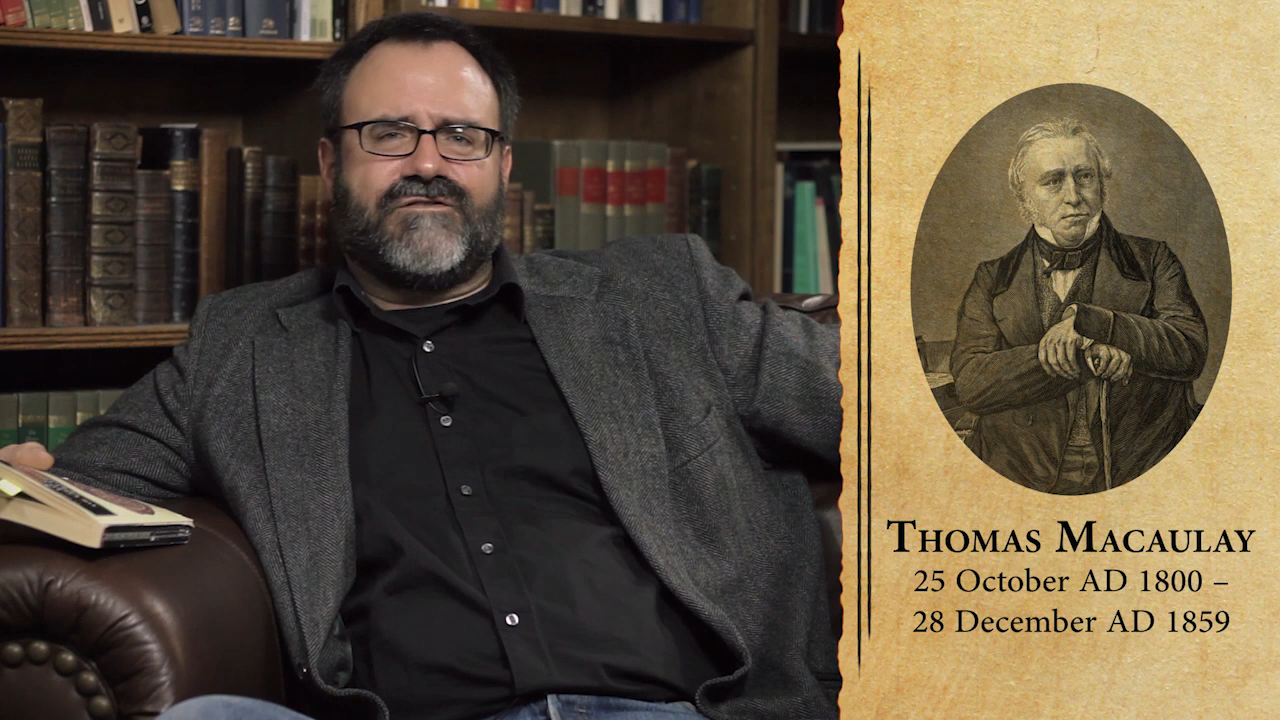 Thomas Macaulay
25 October AD 1800 –
28 December AD 1859